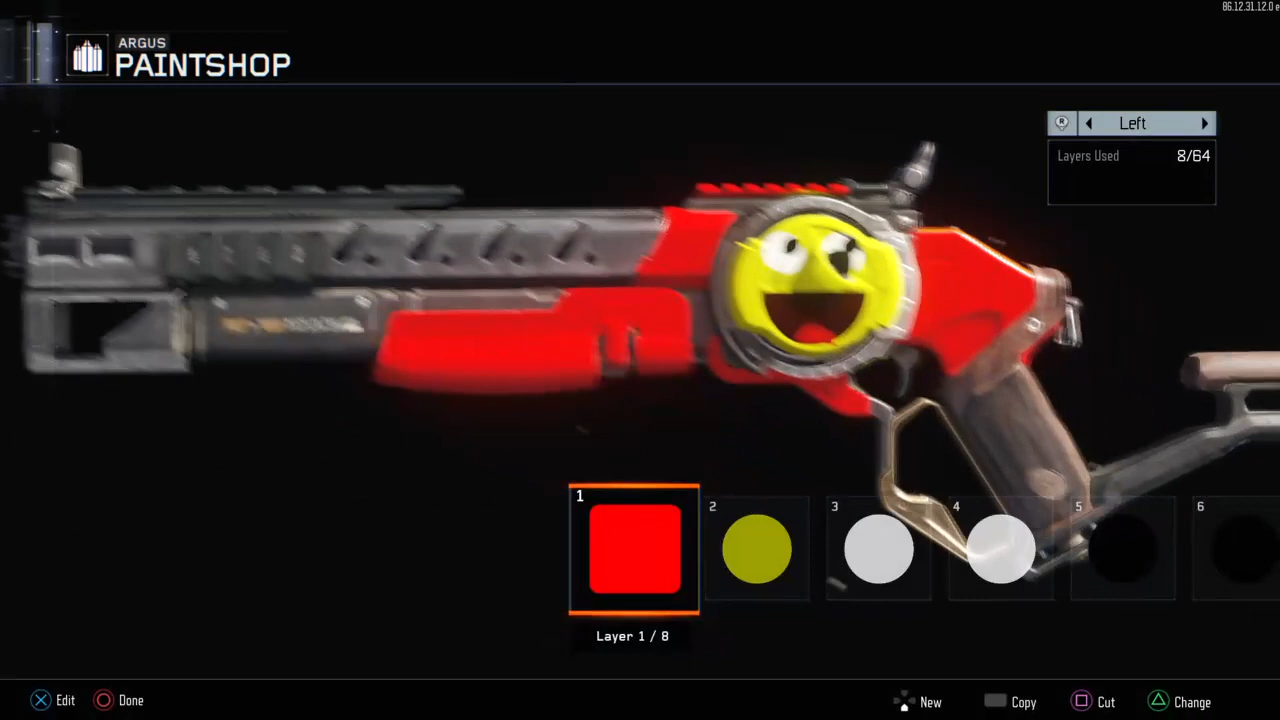 86.12.31.12.0 e
ARGUS
PAINTSHOP
R Left
Layers Used 8/64
1 2 3 4 5 6
Layer 1 / 8
Edit Done New Copy Cut Change